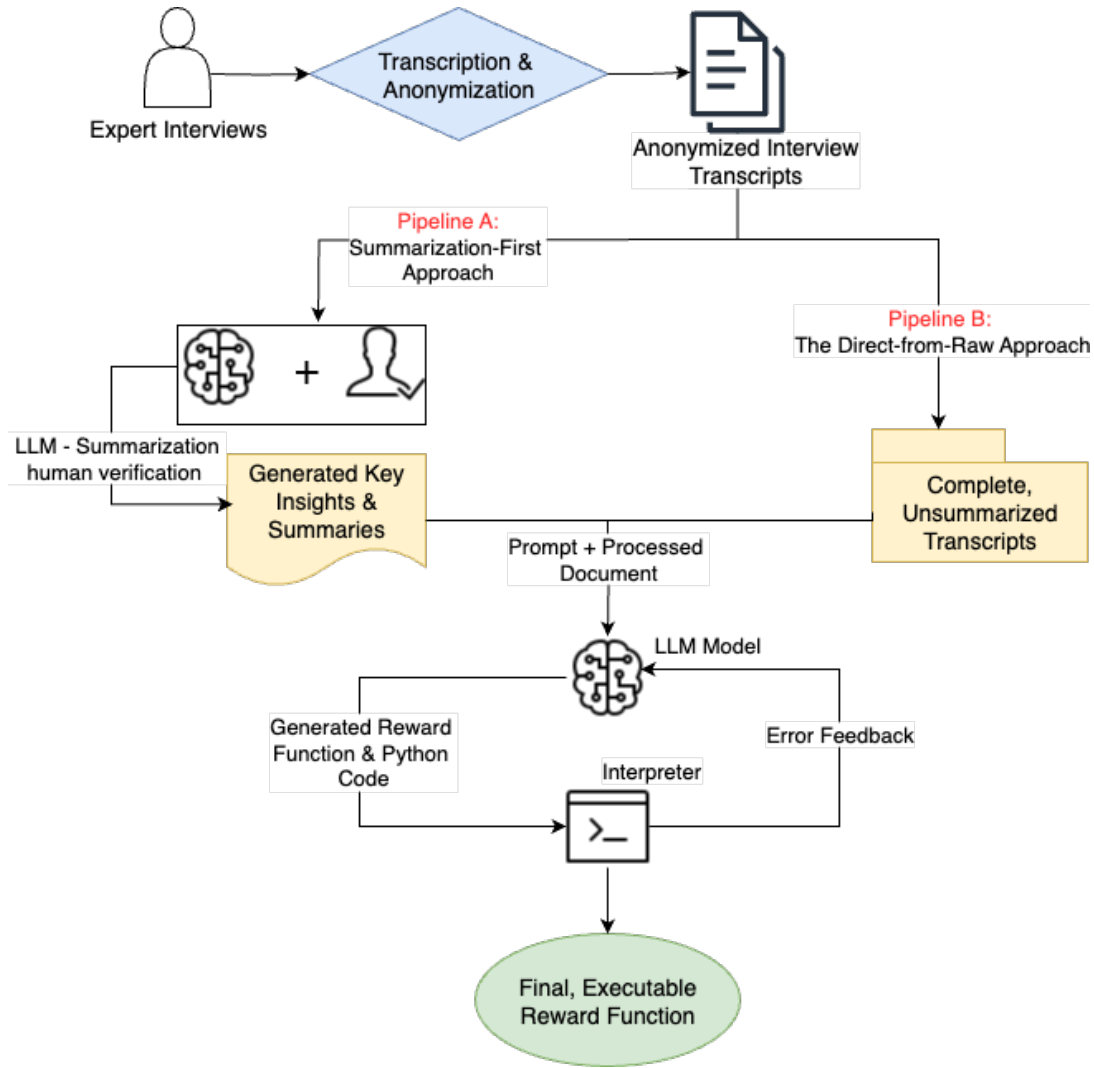 Transcription &
Anonymization
Expert Interviews
Anonymized Interview
Transcripts
Pipeline A:
Summarization-First
Approach
Pipeline B:
The Direct-from-Raw Approach
+
LLM - Summarization
human verification
Generated Key
Insights &
Summaries
Complete,
Unsummarized
Transcripts
Prompt + Processed
Document
LLM Model
Generated Reward
Function & Python
Code
Error Feedback
Interpreter
>_
Final, Executable
Reward Function